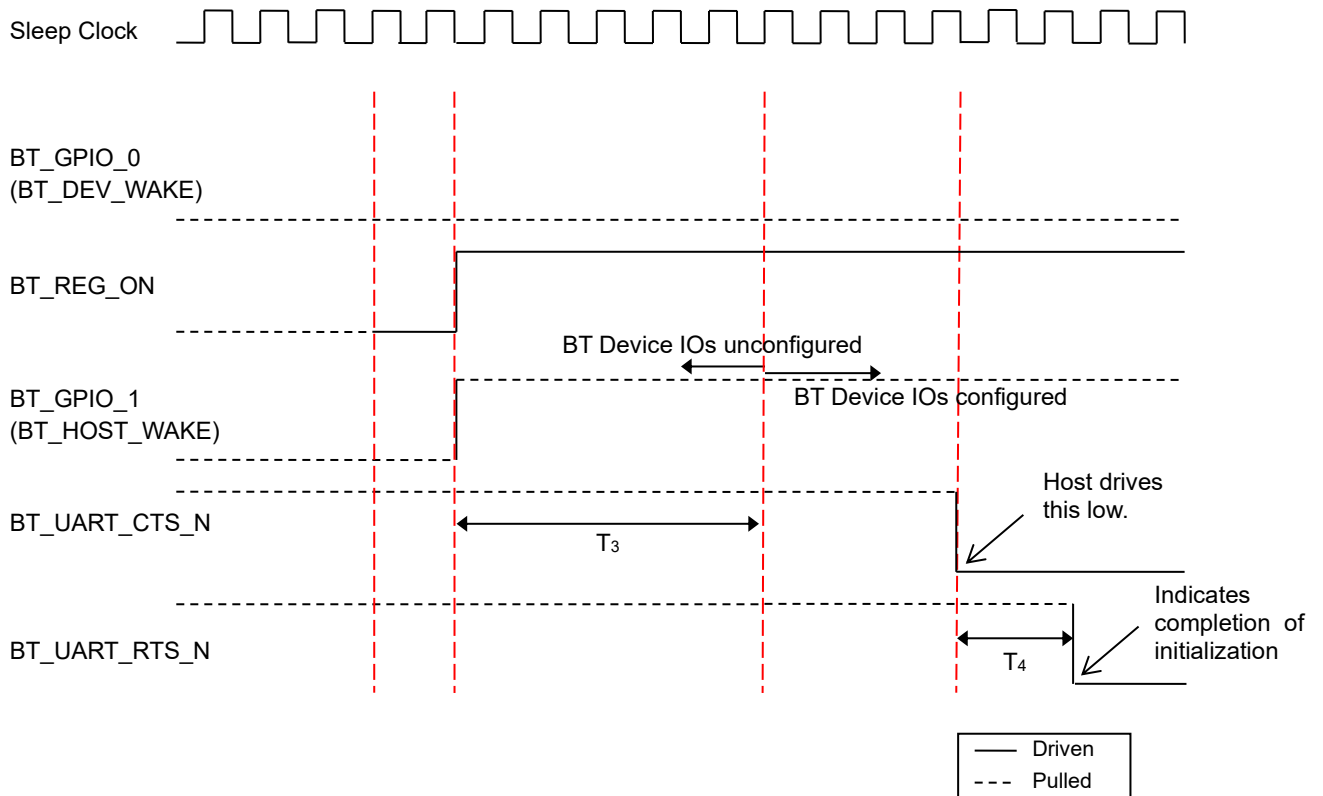 Sleep Clock
BT_GPIO_0
(BT_DEV_WAKE)
BT_REG_ON
BT Device IOs unconfigured
BT Device IOs configured
BT_GPIO_1
(BT_HOST_WAKE)
Host drives
this low.
BT_UART_CTS_N
T3
Indicates
completion of
initialization
BT_UART_RTS_N
T4
Driven
Pulled